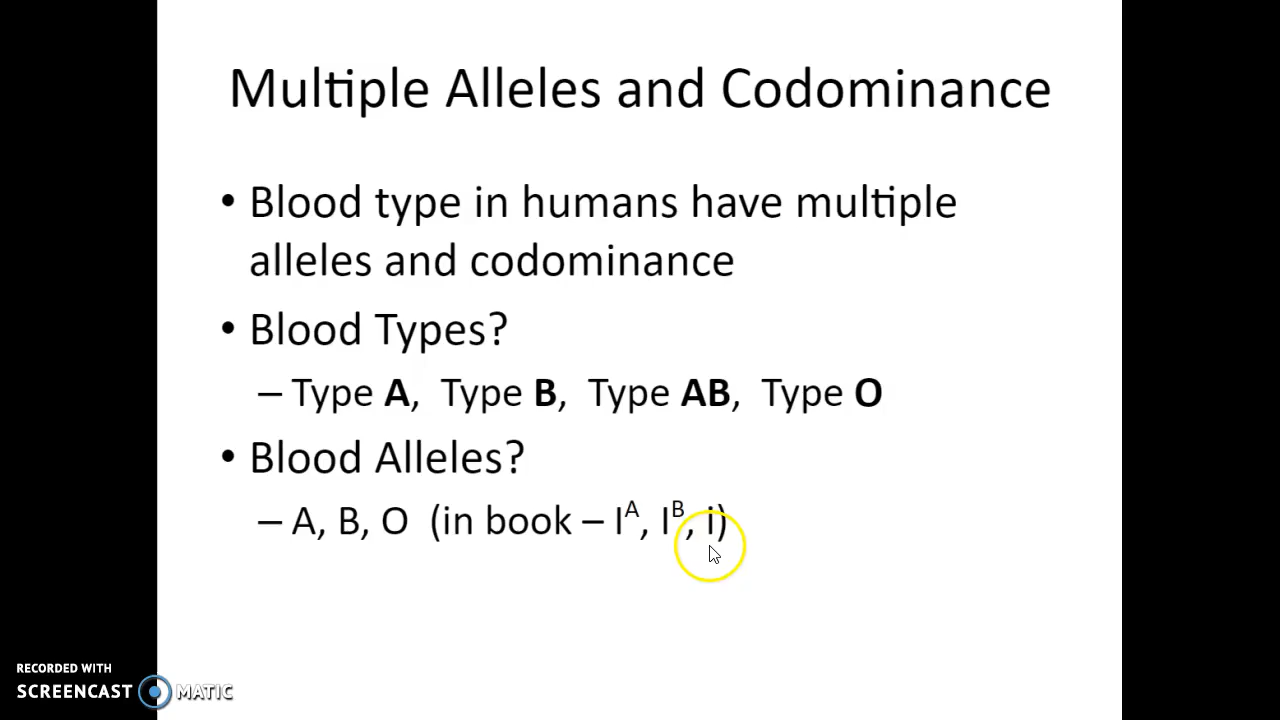 Multiple Alleles and Codominance
• Blood type in humans have multiple
alleles and codominance
• Blood Types?
– Type A, Type B, Type AB, Type O
• Blood Alleles?
– A, B, O (in book – Iᴬ, Iᴮ, i)
RECORDED WITH
SCREENCAST MATIC